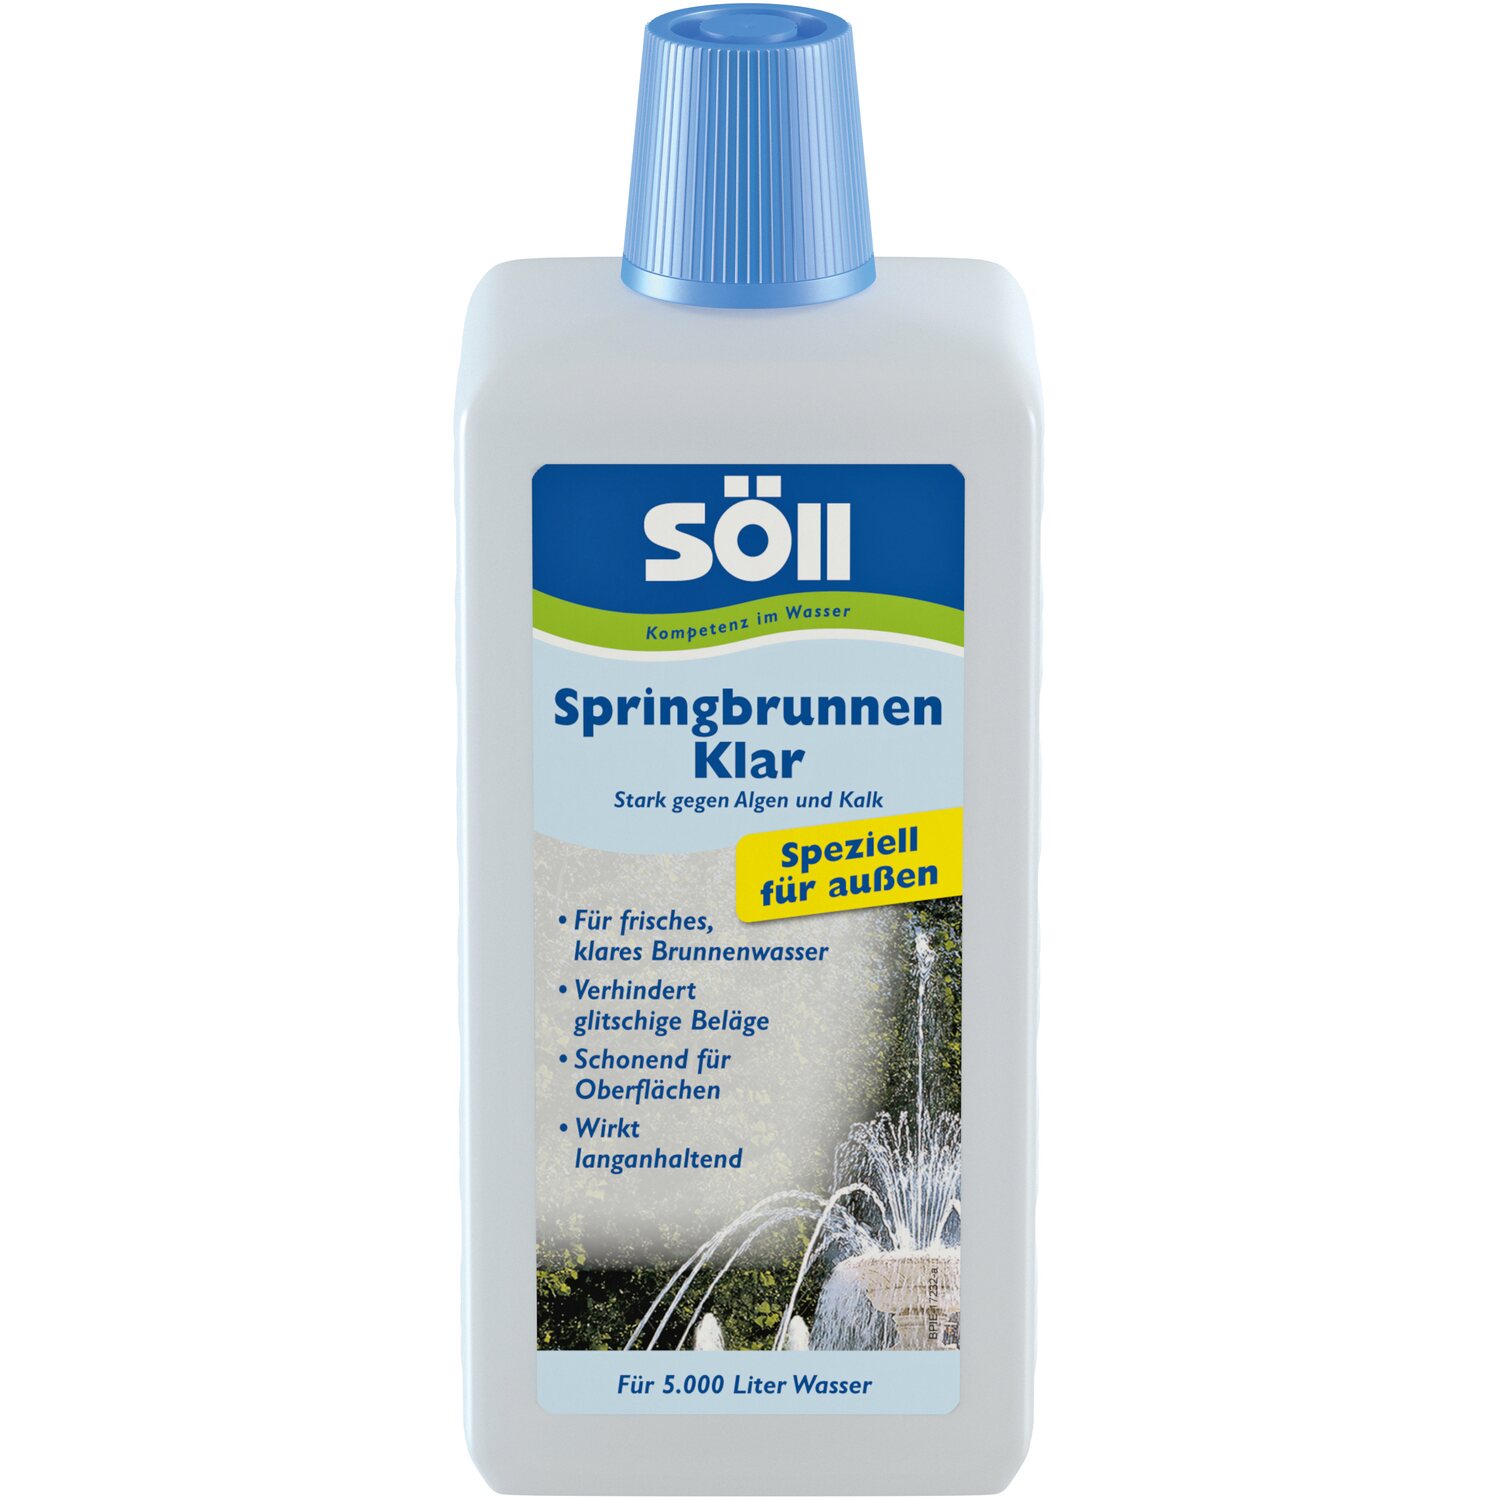 Söll
Kompetenz im Wasser
Springbrunnen
Klar
Stark gegen Algen und Kalk
Speziell
für außen
• Für frisches,
klares Brunnenwasser
• Verhindert
glitschige Beläge
• Schonend für
Oberflächen
• Wirkt
langanhaltend
Für 5.000 Liter Wasser